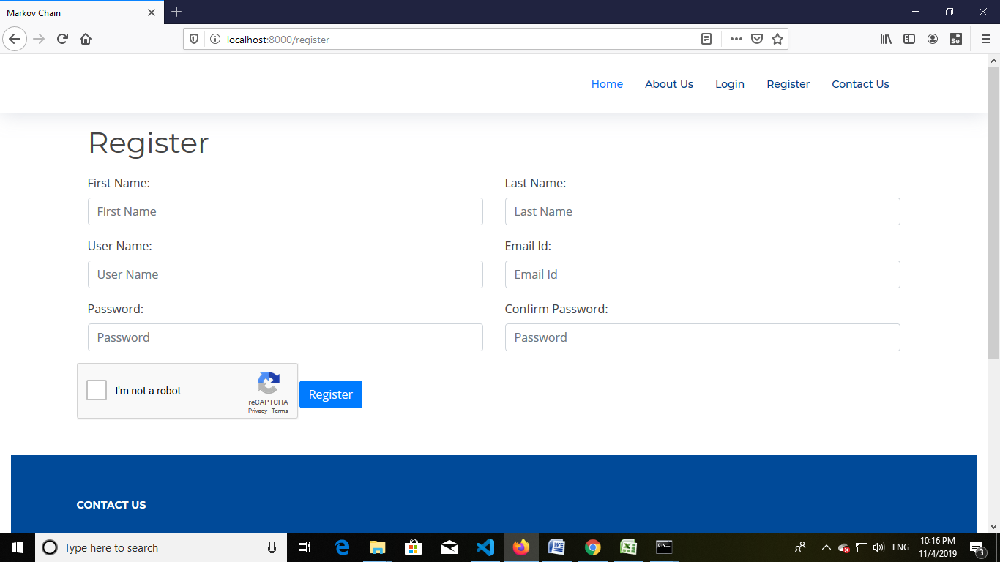 Markov Chain
localhost:8000/register
Se
Home About Us Login Register Contact Us
Register
First Name: Last Name:
First Name Last Name
User Name: Email Id:
User Name Email Id
Password: Confirm Password:
Password Password
I'm not a robot
reCAPTCHA
Privacy - Terms
Register
CONTACT US
Type here to search
ENG
10:16 PM
11/4/2019
3